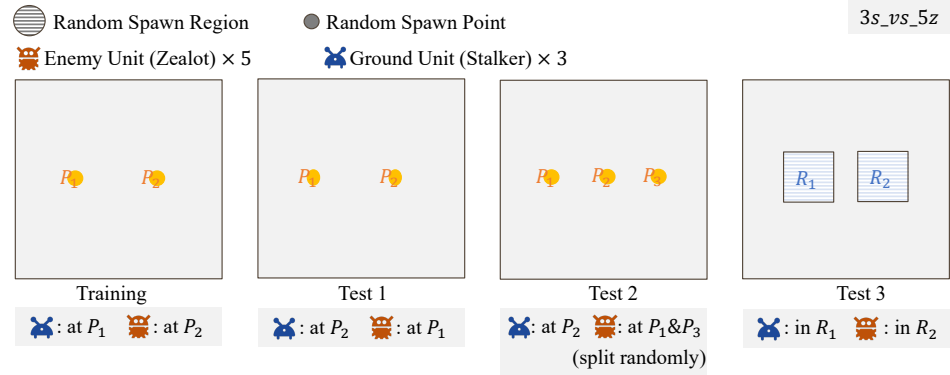 Random Spawn Region
Random Spawn Point
3s_vs_5z
Enemy Unit (Zealot) × 5
Ground Unit (Stalker) × 3
P₁
P₂
P₁
P₂
P₁
P₂
P₃
R₁
R₂
Training
Test 1
Test 2
Test 3
: at P₁ : at P₂
: at P₂ : at P₁
: at P₂ : at P₁&P₃
(split randomly)
: in R₁ : in R₂